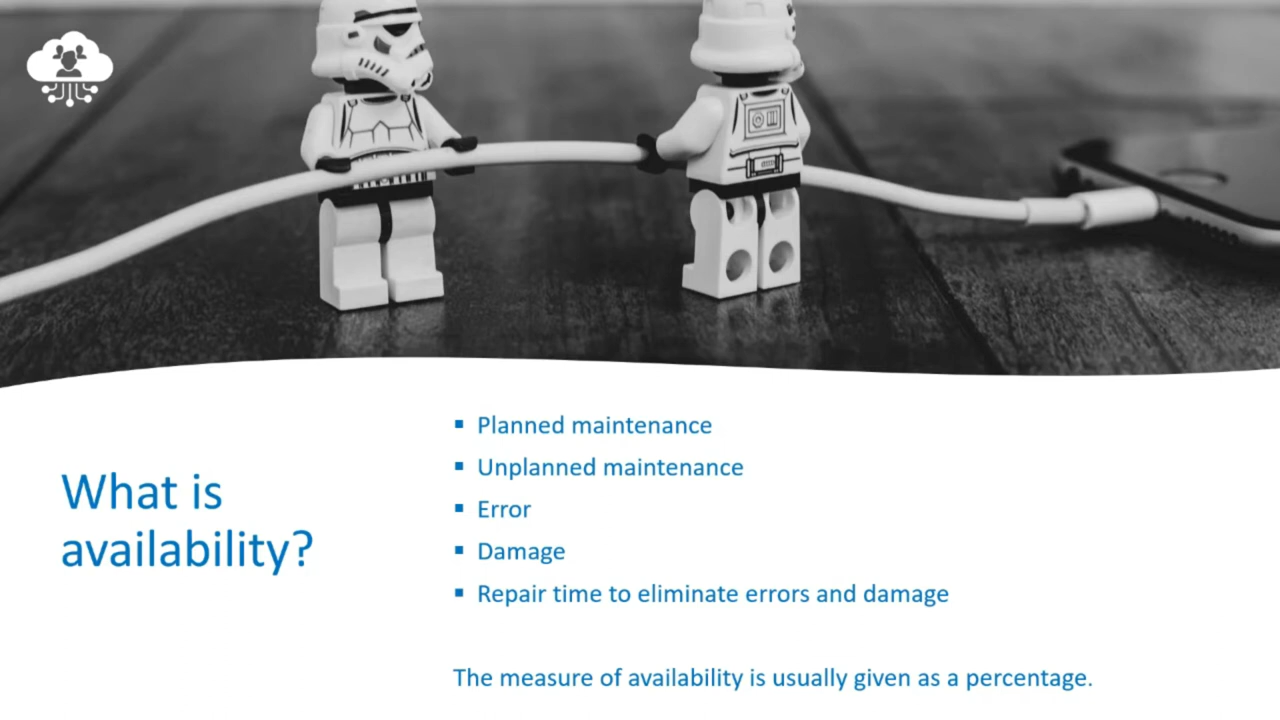 What is
availability?
▪ Planned maintenance
▪ Unplanned maintenance
▪ Error
▪ Damage
▪ Repair time to eliminate errors and damage
The measure of availability is usually given as a percentage.